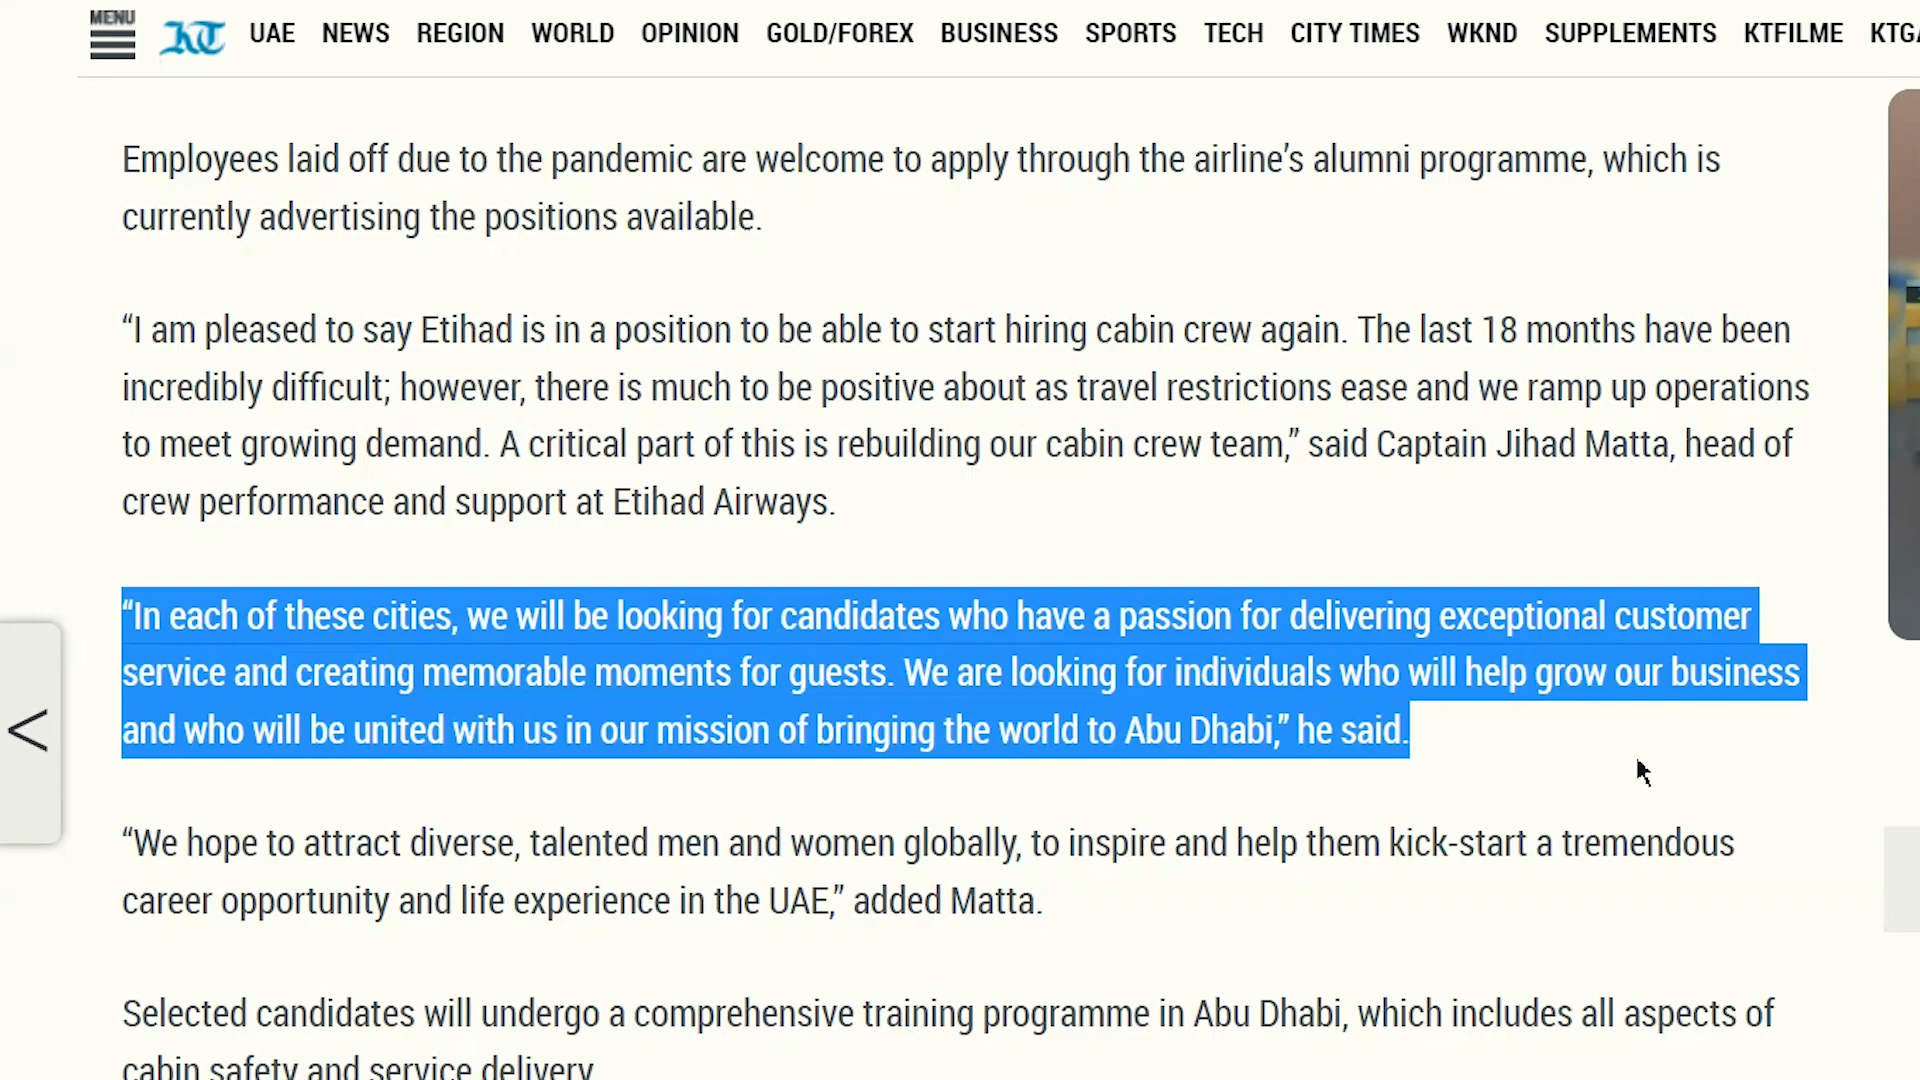 MENU
KT UAE NEWS REGION WORLD OPINION GOLD/FOREX BUSINESS SPORTS TECH CITY TIMES WKND SUPPLEMENTS KTFILME
Employees laid off due to the pandemic are welcome to apply through the airline’s alumni programme, which is
currently advertising the positions available.
“I am pleased to say Etihad is in a position to be able to start hiring cabin crew again. The last 18 months have been
incredibly difficult; however, there is much to be positive about as travel restrictions ease and we ramp up operations
to meet growing demand. A critical part of this is rebuilding our cabin crew team,” said Captain Jihad Matta, head of
crew performance and support at Etihad Airways.
“In each of these cities, we will be looking for candidates who have a passion for delivering exceptional customer
service and creating memorable moments for guests. We are looking for individuals who will help grow our business
and who will be united with us in our mission of bringing the world to Abu Dhabi,” he said.
“We hope to attract diverse, talented men and women globally, to inspire and help them kick-start a tremendous
career opportunity and life experience in the UAE,” added Matta.
Selected candidates will undergo a comprehensive training programme in Abu Dhabi, which includes all aspects of
cabin safety and service delivery